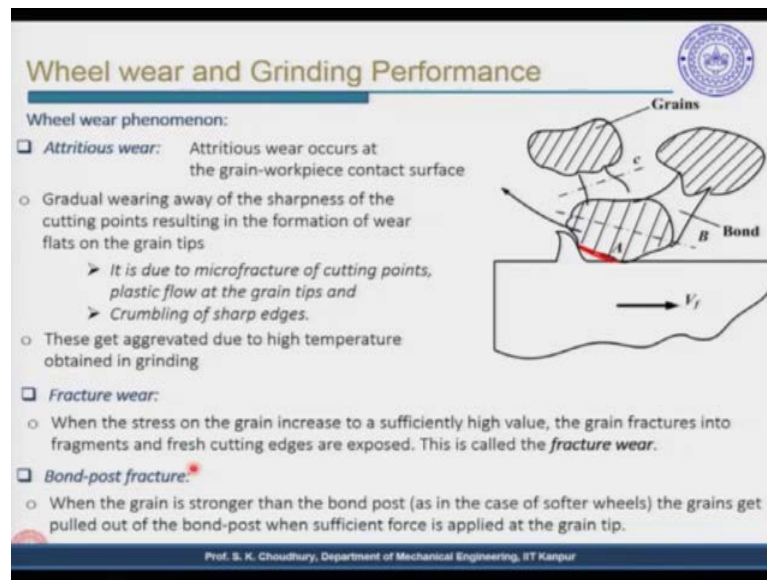 Wheel wear and Grinding Performance
Wheel wear phenomenon:
Attritious wear: Attritious wear occurs at
the grain-workpiece contact surface
Gradual wearing away of the sharpness of the
cutting points resulting in the formation of wear
flats on the grain tips
It is due to microfracture of cutting points,
plastic flow at the grain tips and
Crumbling of sharp edges.
These get aggrevated due to high temperature
obtained in grinding
Grains
c
A
B
Bond
Vf
Fracture wear:
When the stress on the grain increase to a sufficiently high value, the grain fractures into
fragments and fresh cutting edges are exposed. This is called the fracture wear.
Bond-post fracture:
When the grain is stronger than the bond post (as in the case of softer wheels) the grains get
pulled out of the bond-post when sufficient force is applied at the grain tip.
Prof. S. K. Choudhury, Department of Mechanical Engineering, IIT Kanpur